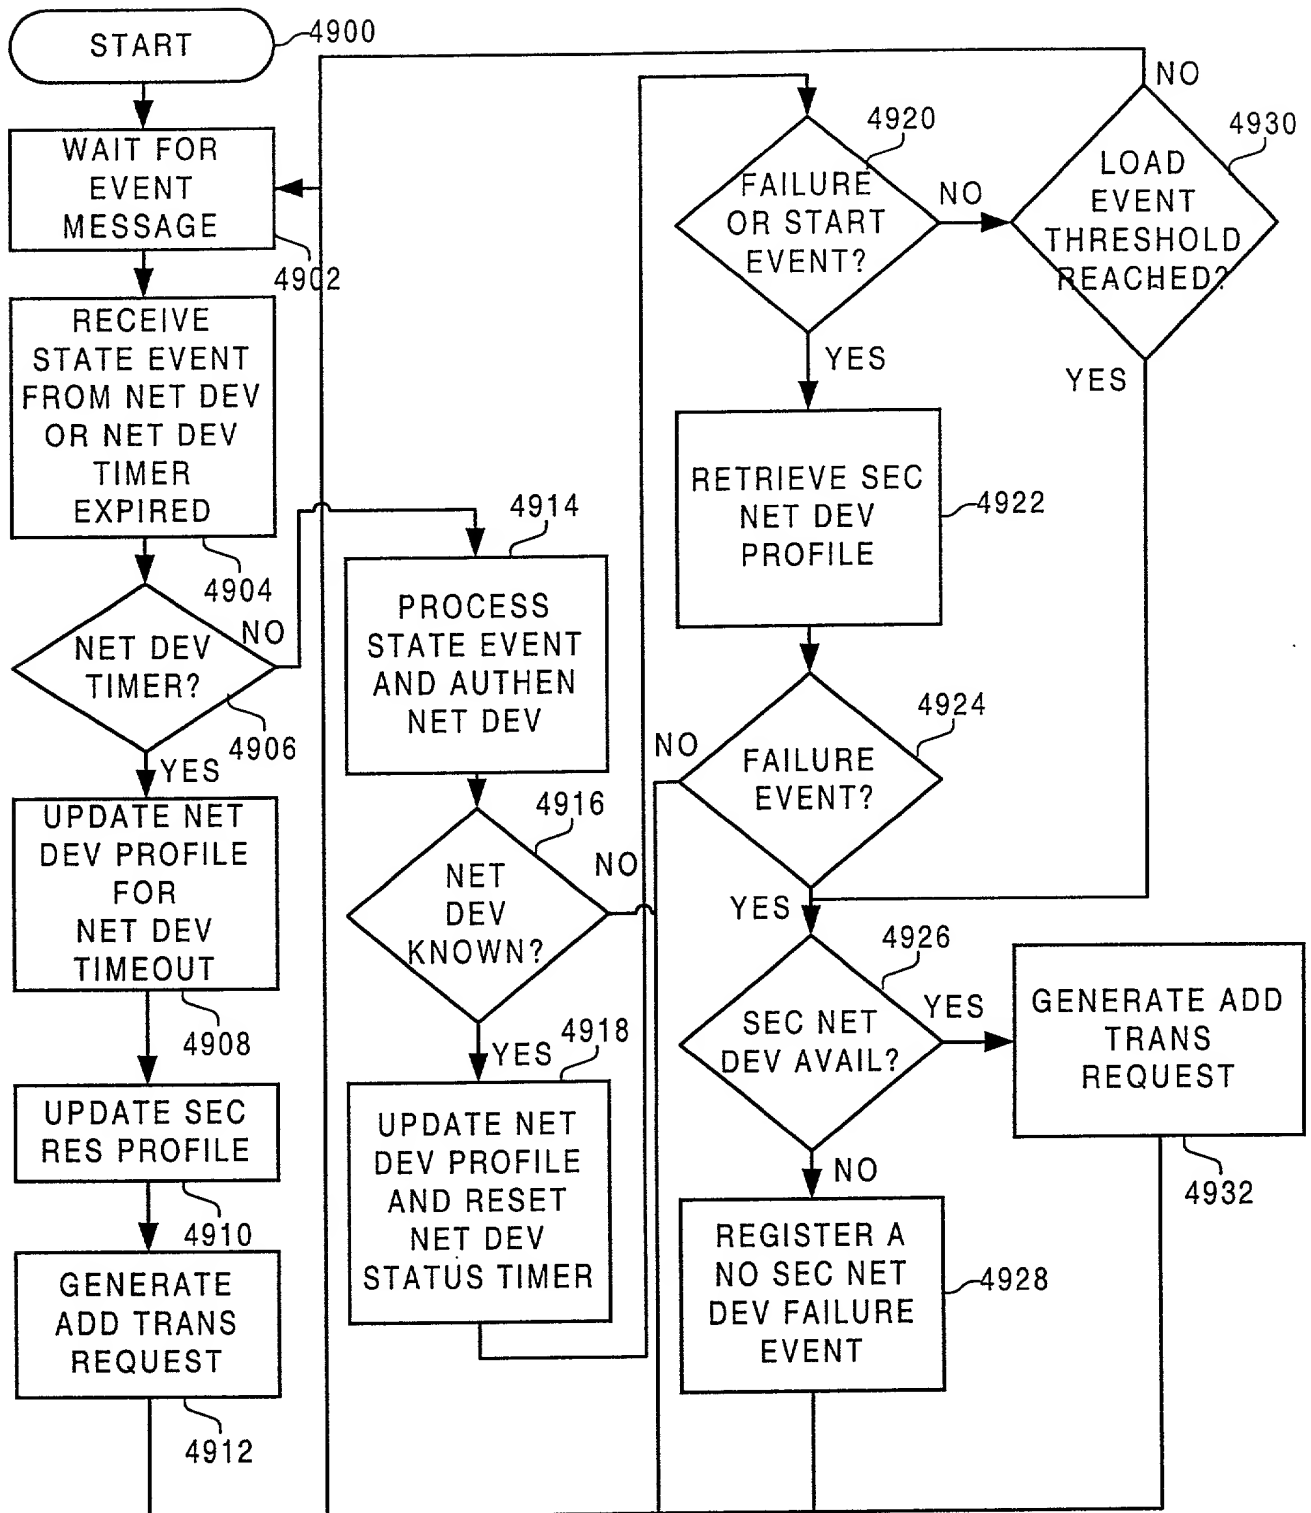 START
4900
WAIT FOR
EVENT
MESSAGE
4902
RECEIVE
STATE EVENT
FROM NET DEV
OR NET DEV
TIMER
EXPIRED
4904
NET DEV
TIMER?
NO
4906
YES
UPDATE NET
DEV PROFILE
FOR
NET DEV
TIMEOUT
4908
UPDATE SEC
RES PROFILE
4910
GENERATE
ADD TRANS
REQUEST
4912
4914
PROCESS
STATE EVENT
AND AUTHEN
NET DEV
4916
NET
DEV
KNOWN?
NO
YES
4918
UPDATE NET
DEV PROFILE
AND RESET
NET DEV
STATUS TIMER
4920
FAILURE
OR START
EVENT?
NO
YES
RETRIEVE SEC
NET DEV
PROFILE
4922
4924
NO
FAILURE
EVENT?
YES
4926
SEC NET
DEV AVAIL?
YES
NO
REGISTER A
NO SEC NET
DEV FAILURE
EVENT
4928
NO
4930
LOAD
EVENT
THRESHOLD
REACHED?
YES
GENERATE ADD
TRANS
REQUEST
4932